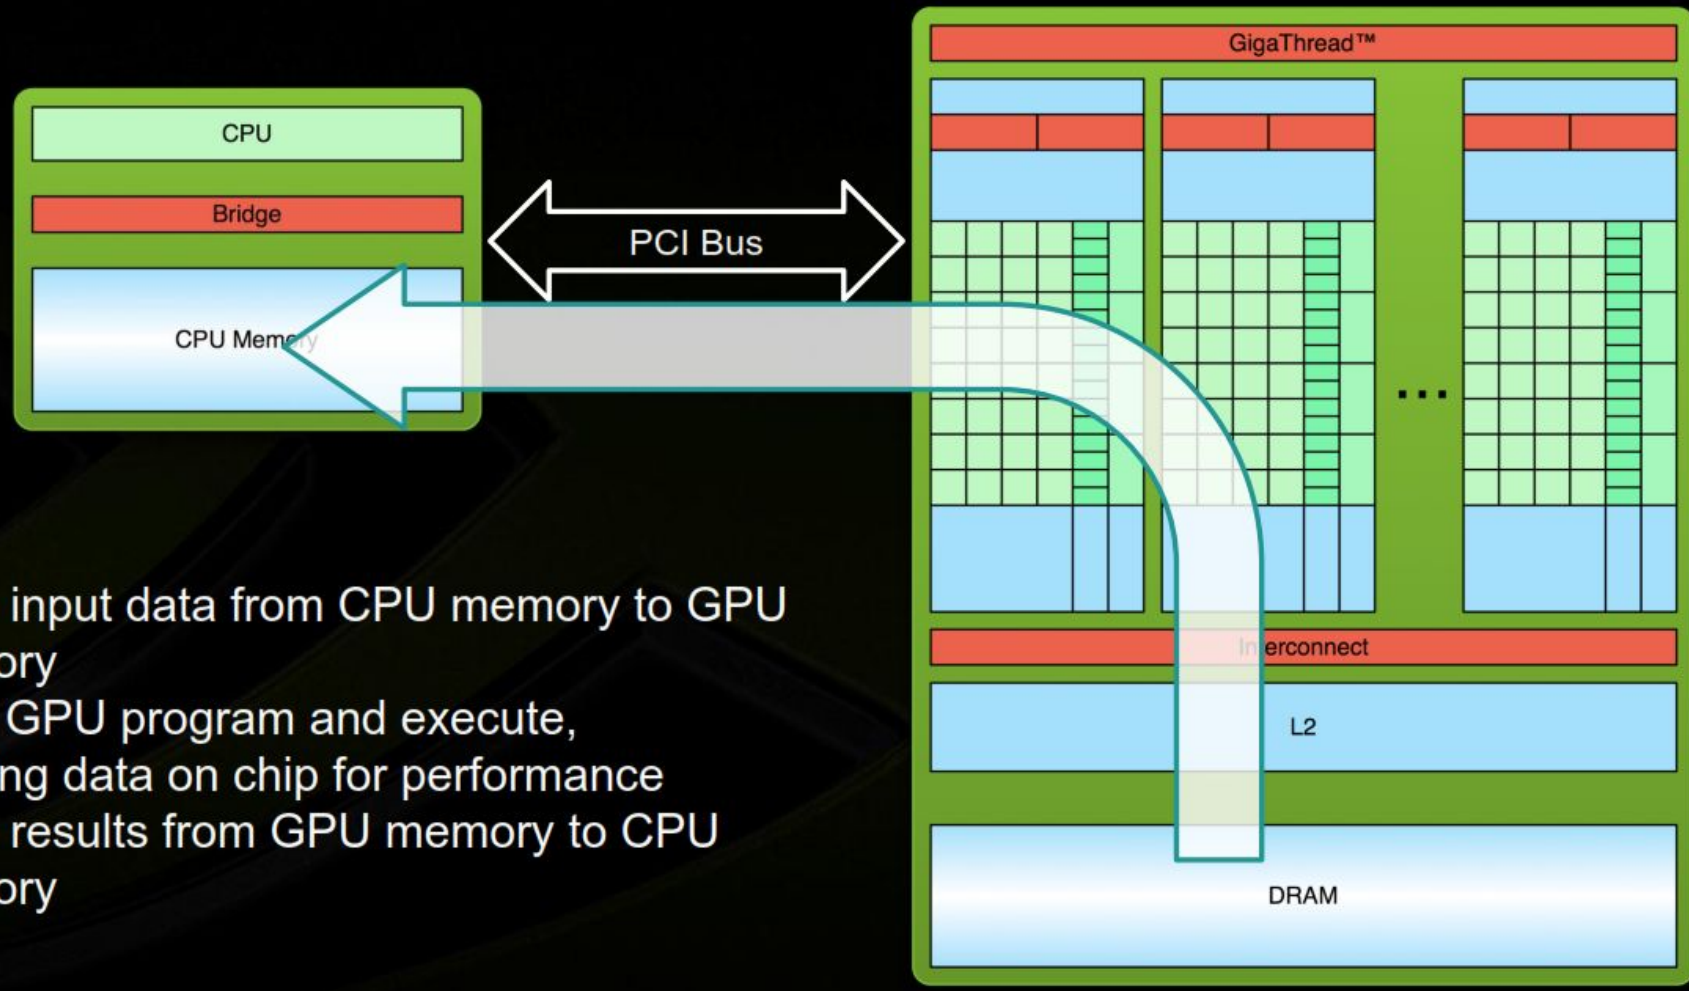 GigaThread™
CPU
Bridge
PCI Bus
CPU Memory
input data from CPU memory to GPU
ory
GPU program and execute,
ng data on chip for performance
results from GPU memory to CPU
ory
...
Interconnect
L2
DRAM